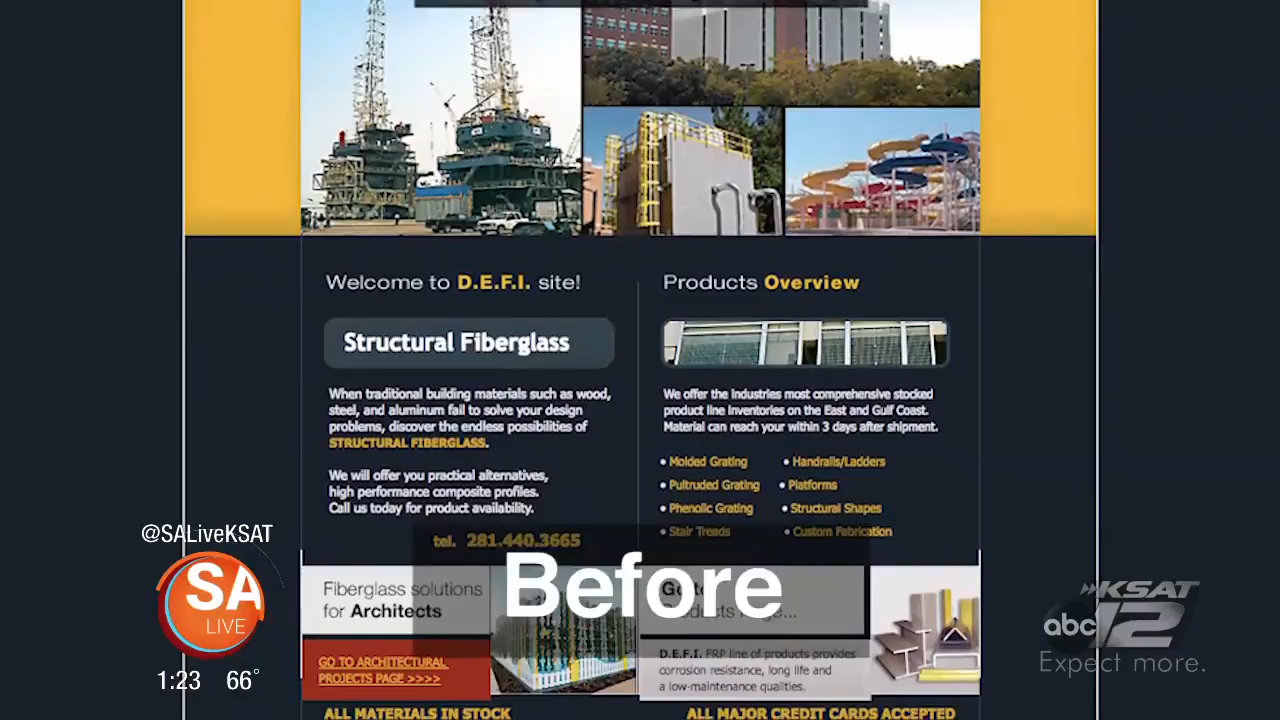 Welcome to D.E.F.I. site!
Structural Fiberglass
When traditional building materials such as wood,
steel, and aluminum fail to solve your design
problems, discover the endless possibilities of
STRUCTURAL FIBERGLASS.
We will offer you practical alternatives,
high performance composite profiles.
Call us today for product availability.
tel. 281.440.3665
Products Overview
We offer the industries most comprehensive stocked
product line inventories on the East and Gulf Coast.
Material can reach your within 3 days after shipment.
• Molded Grating
• Pultruded Grating
• Phenolic Grating
• Stair Treads
• Handrails/Ladders
• Platforms
• Structural Shapes
• Custom Fabrication
Before
Fiberglass solutions
for Architects
GO TO ARCHITECTURAL
PROJECTS PAGE >>>>
Go to
D.E.F.I. FRP line of products provides
corrosion resistance, long life and
a low-maintenance qualities.
ALL MATERIALS IN STOCK
ALL MAJOR CREDIT CARDS ACCEPTED
@SALiveKSAT
SA
LIVE
1:23 66°
KSAT
abc 12
Expect more.